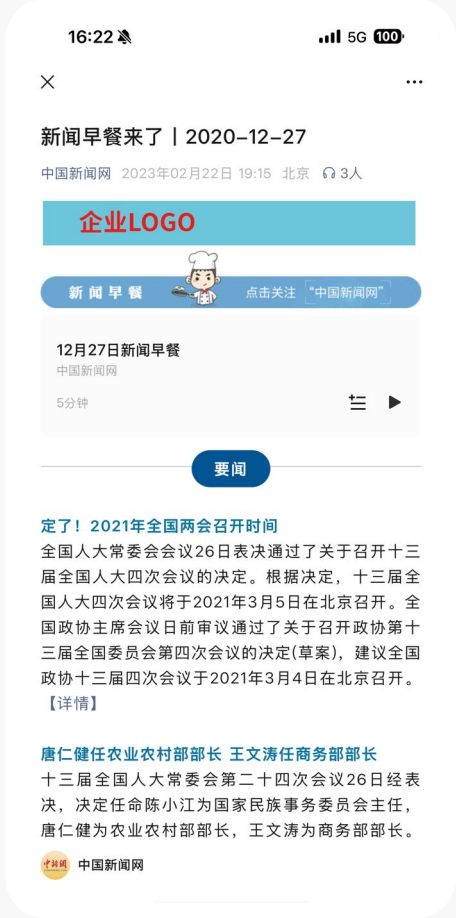 16:22
5G 100
新闻早餐来了丨2020-12-27
中国新闻网 2023年02月22日 19:15 北京 3人
企业LOGO
新闻早餐 点击关注 “中国新闻网”
12月27日新闻早餐
中国新闻网
5分钟
要闻
定了！2021年全国两会召开时间
全国人大常委会会议26日表决通过了关于召开十三
届全国人大四次会议的决定。根据决定，十三届全
国人大四次会议将于2021年3月5日在北京召开。全
国政协主席会议日前审议通过了关于召开政协第十
三届全国委员会第四次会议的决定(草案)，建议全国
政协十三届四次会议于2021年3月4日在北京召开。
【详情】
唐仁健任农业农村部部长 王文涛任商务部部长
十三届全国人大常委会第二十四次会议26日经表
决，决定任命陈小江为国家民族事务委员会主任，
唐仁健为农业农村部部长，王文涛为商务部部长。
中新网 中国新闻网